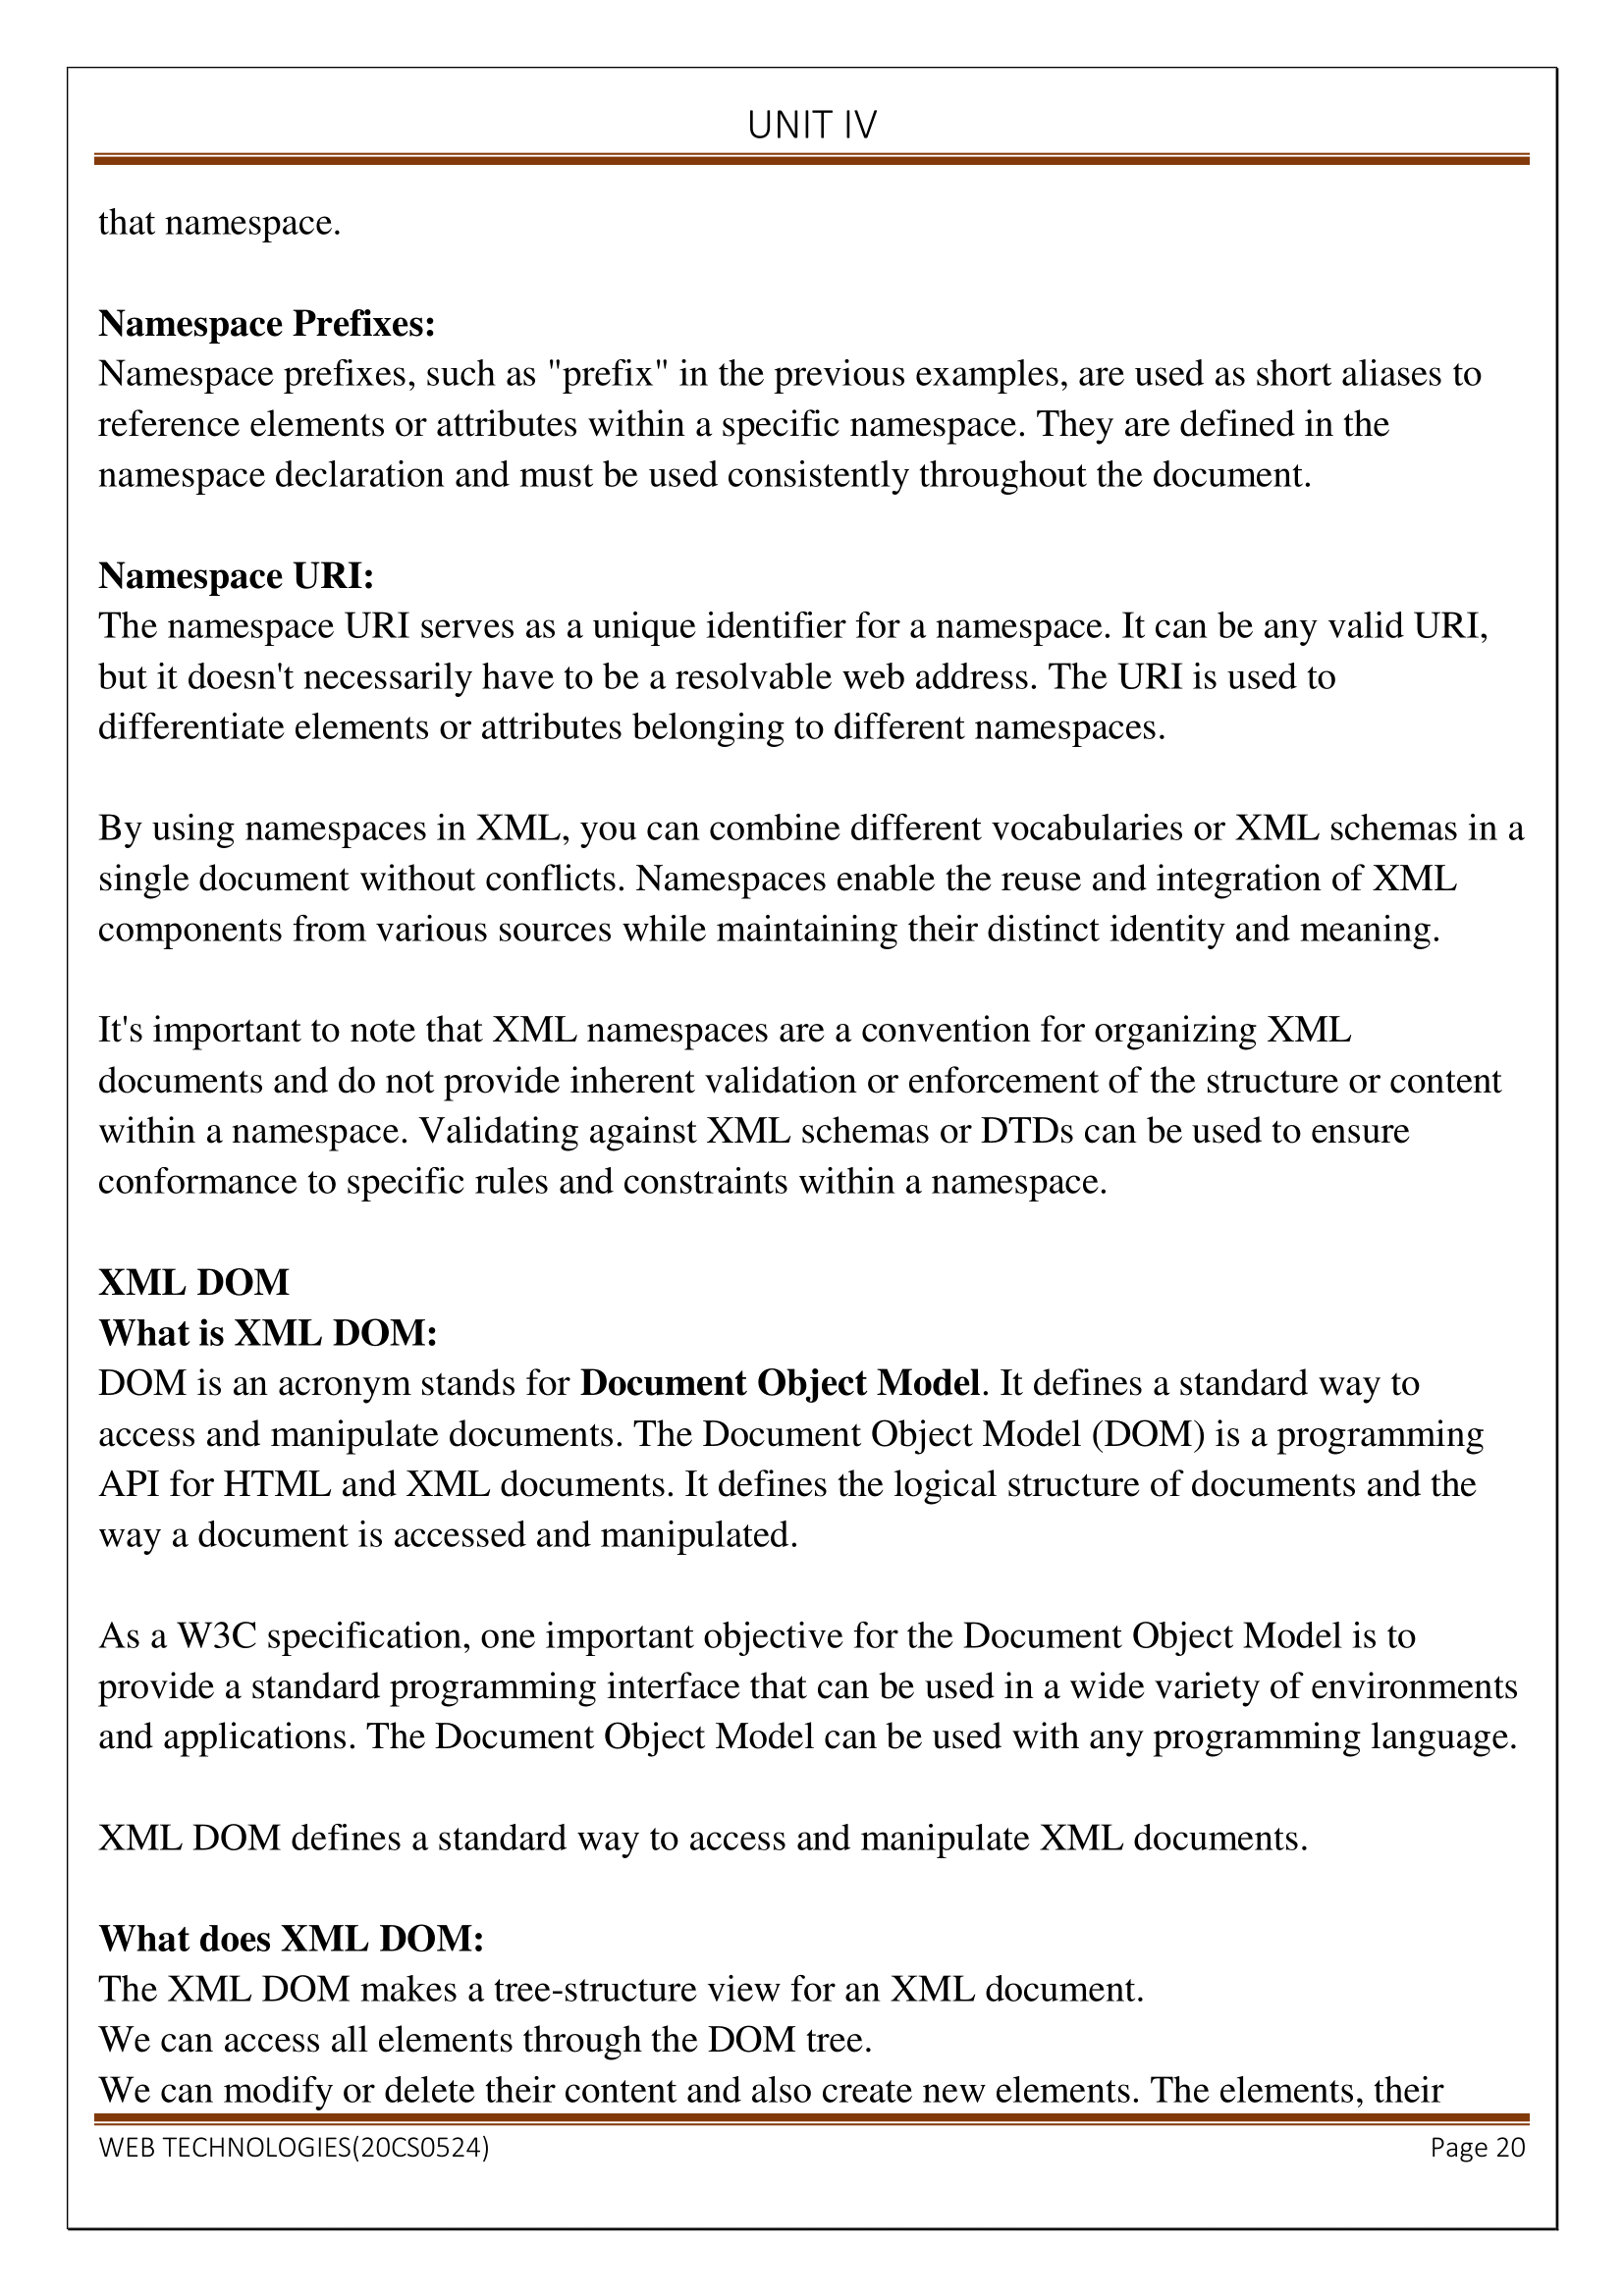 UNIT IV
that namespace.
Namespace Prefixes:
Namespace prefixes, such as "prefix" in the previous examples, are used as short aliases to
reference elements or attributes within a specific namespace. They are defined in the
namespace declaration and must be used consistently throughout the document.
Namespace URI:
The namespace URI serves as a unique identifier for a namespace. It can be any valid URI,
but it doesn't necessarily have to be a resolvable web address. The URI is used to
differentiate elements or attributes belonging to different namespaces.
By using namespaces in XML, you can combine different vocabularies or XML schemas in a
single document without conflicts. Namespaces enable the reuse and integration of XML
components from various sources while maintaining their distinct identity and meaning.
It's important to note that XML namespaces are a convention for organizing XML
documents and do not provide inherent validation or enforcement of the structure or content
within a namespace. Validating against XML schemas or DTDs can be used to ensure
conformance to specific rules and constraints within a namespace.
XML DOM
What is XML DOM:
DOM is an acronym stands for Document Object Model. It defines a standard way to
access and manipulate documents. The Document Object Model (DOM) is a programming
API for HTML and XML documents. It defines the logical structure of documents and the
way a document is accessed and manipulated.
As a W3C specification, one important objective for the Document Object Model is to
provide a standard programming interface that can be used in a wide variety of environments
and applications. The Document Object Model can be used with any programming language.
XML DOM defines a standard way to access and manipulate XML documents.
What does XML DOM:
The XML DOM makes a tree-structure view for an XML document.
We can access all elements through the DOM tree.
We can modify or delete their content and also create new elements. The elements, their
WEB TECHNOLOGIES(20CS0524) Page 20